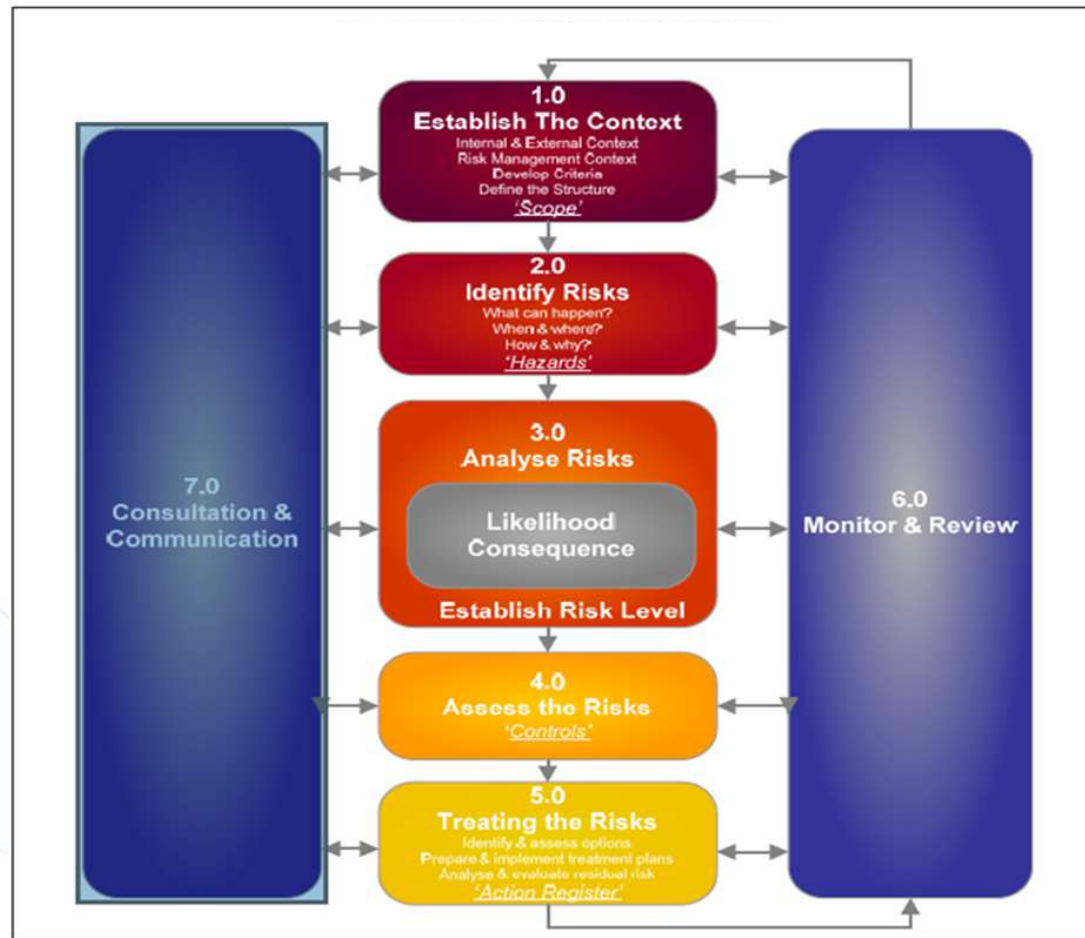 1.0
Establish The Context
Internal & External Context
Risk Management Context
Develop Criteria
Define the Structure
'Scope'
2.0
Identify Risks
What can happen?
When & where?
How & why?
'Hazards'
3.0
Analyse Risks
Likelihood
Consequence
Establish Risk Level
4.0
Assess the Risks
'Controls'
5.0
Treating the Risks
Identify & assess options
Prepare & implement treatment plans
Analyse & evaluate residual risk
'Action Register'
7.0
Consultation &
Communication
6.0
Monitor & Review